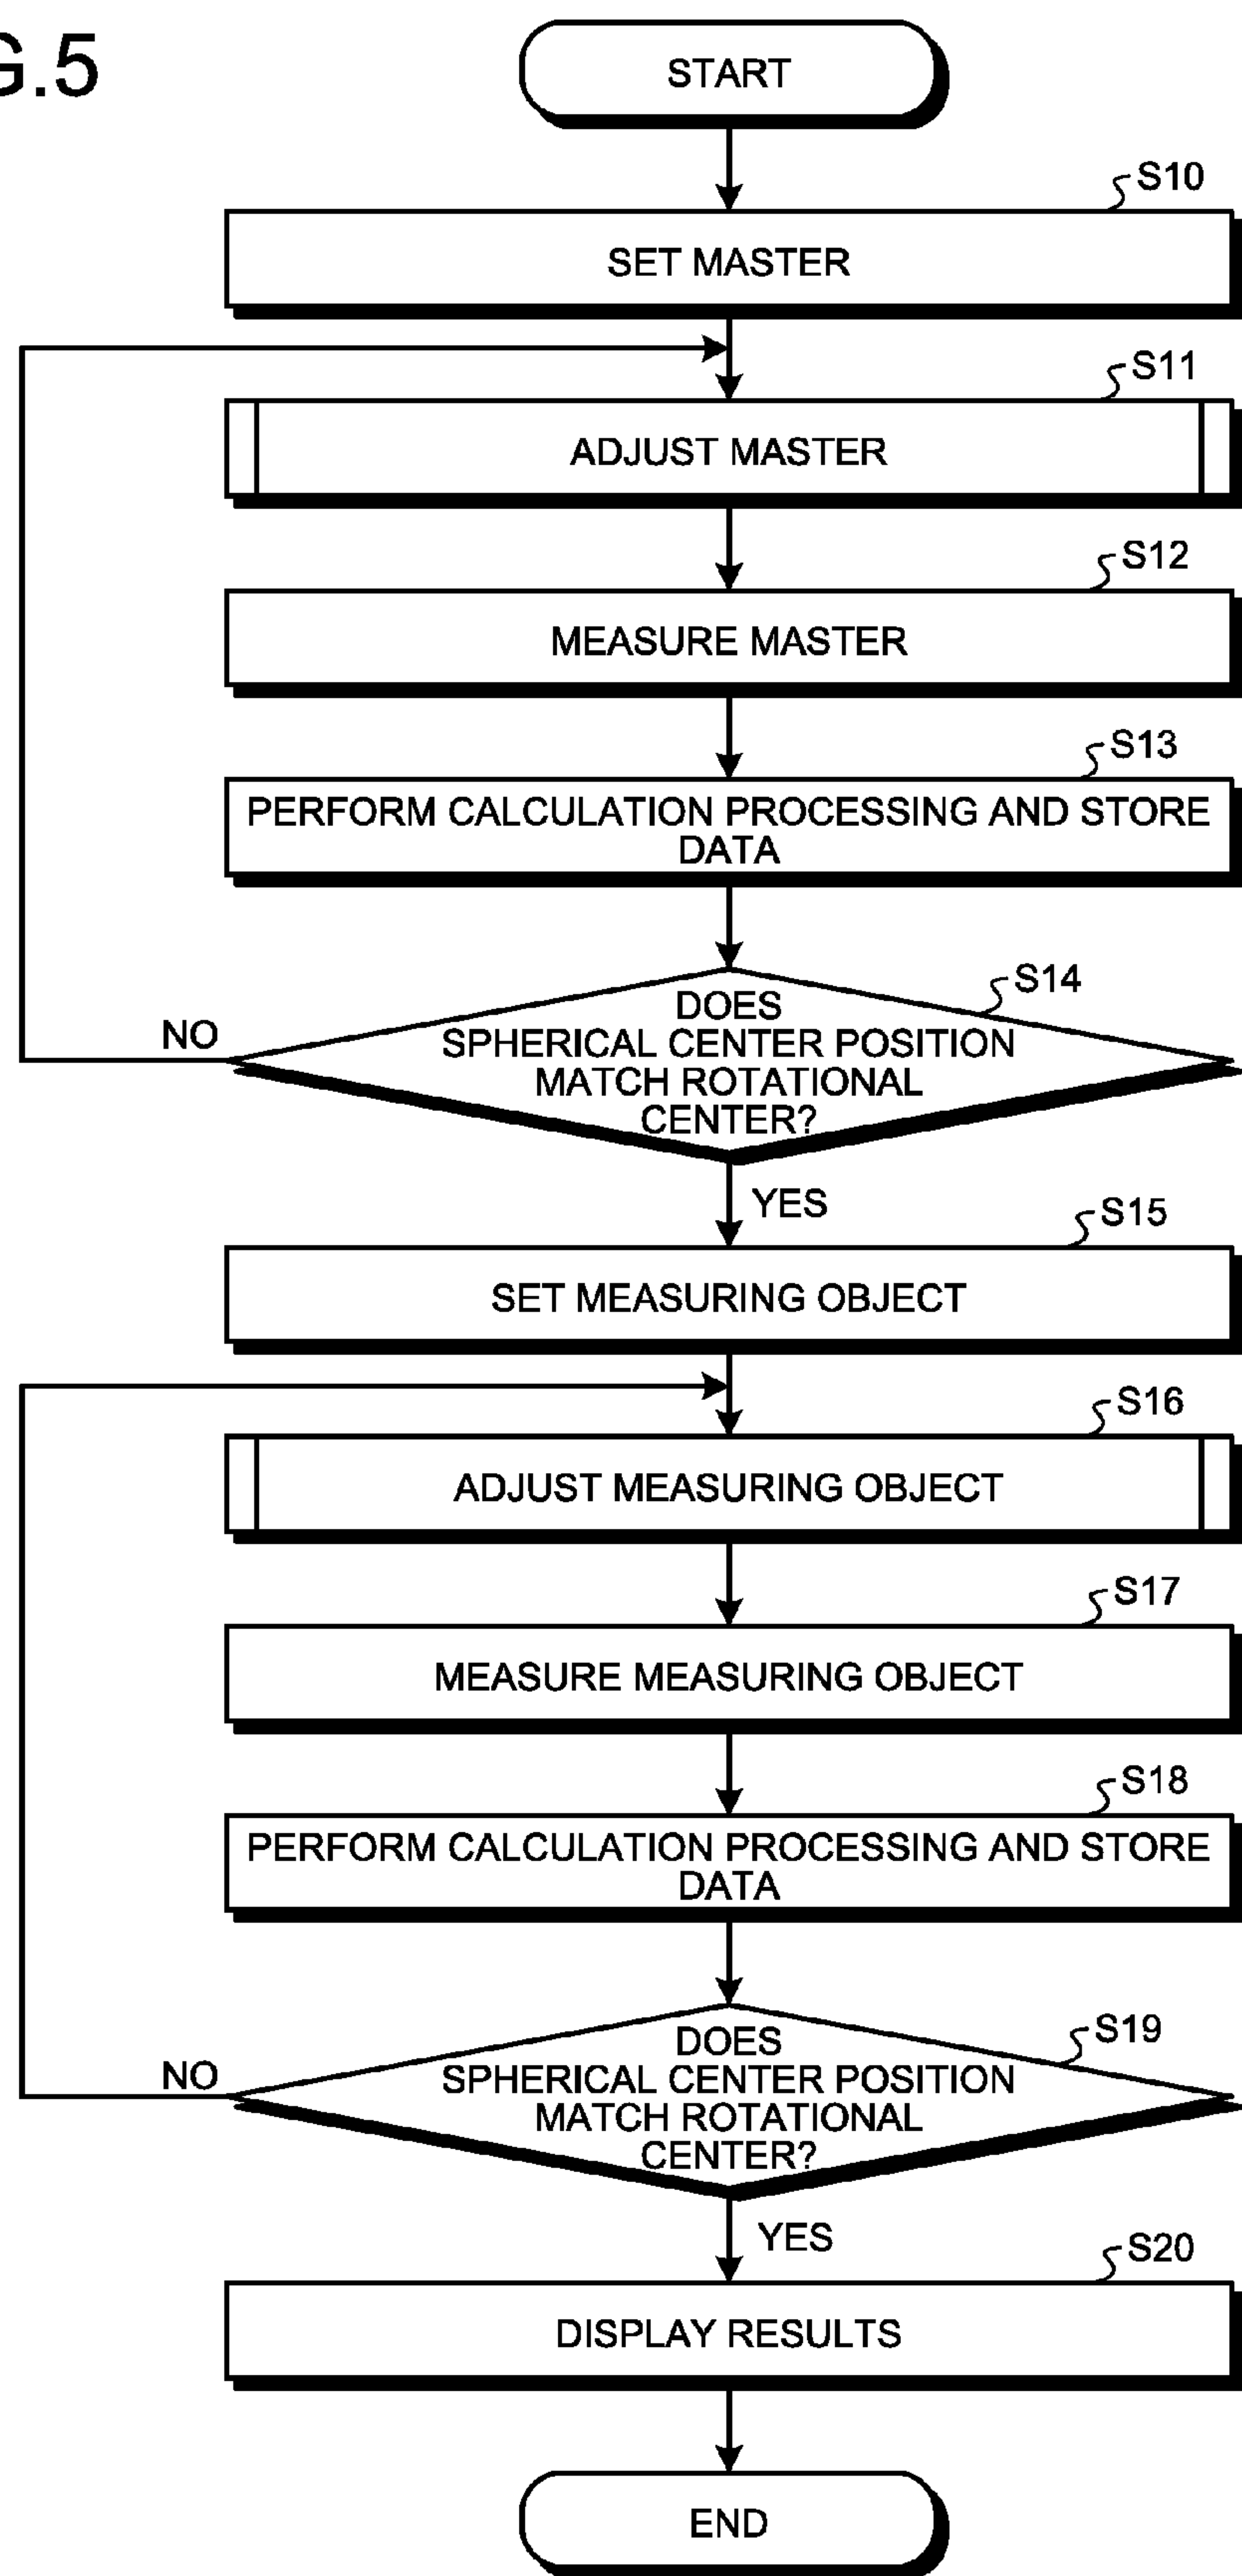 G.5
START
S10
SET MASTER
S11
ADJUST MASTER
S12
MEASURE MASTER
S13
PERFORM CALCULATION PROCESSING AND STORE
DATA
S14
DOES
SPHERICAL CENTER POSITION
MATCH ROTATIONAL
CENTER?
NO
YES
S15
SET MEASURING OBJECT
S16
ADJUST MEASURING OBJECT
S17
MEASURE MEASURING OBJECT
S18
PERFORM CALCULATION PROCESSING AND STORE
DATA
S19
DOES
SPHERICAL CENTER POSITION
MATCH ROTATIONAL
CENTER?
NO
YES
S20
DISPLAY RESULTS
END